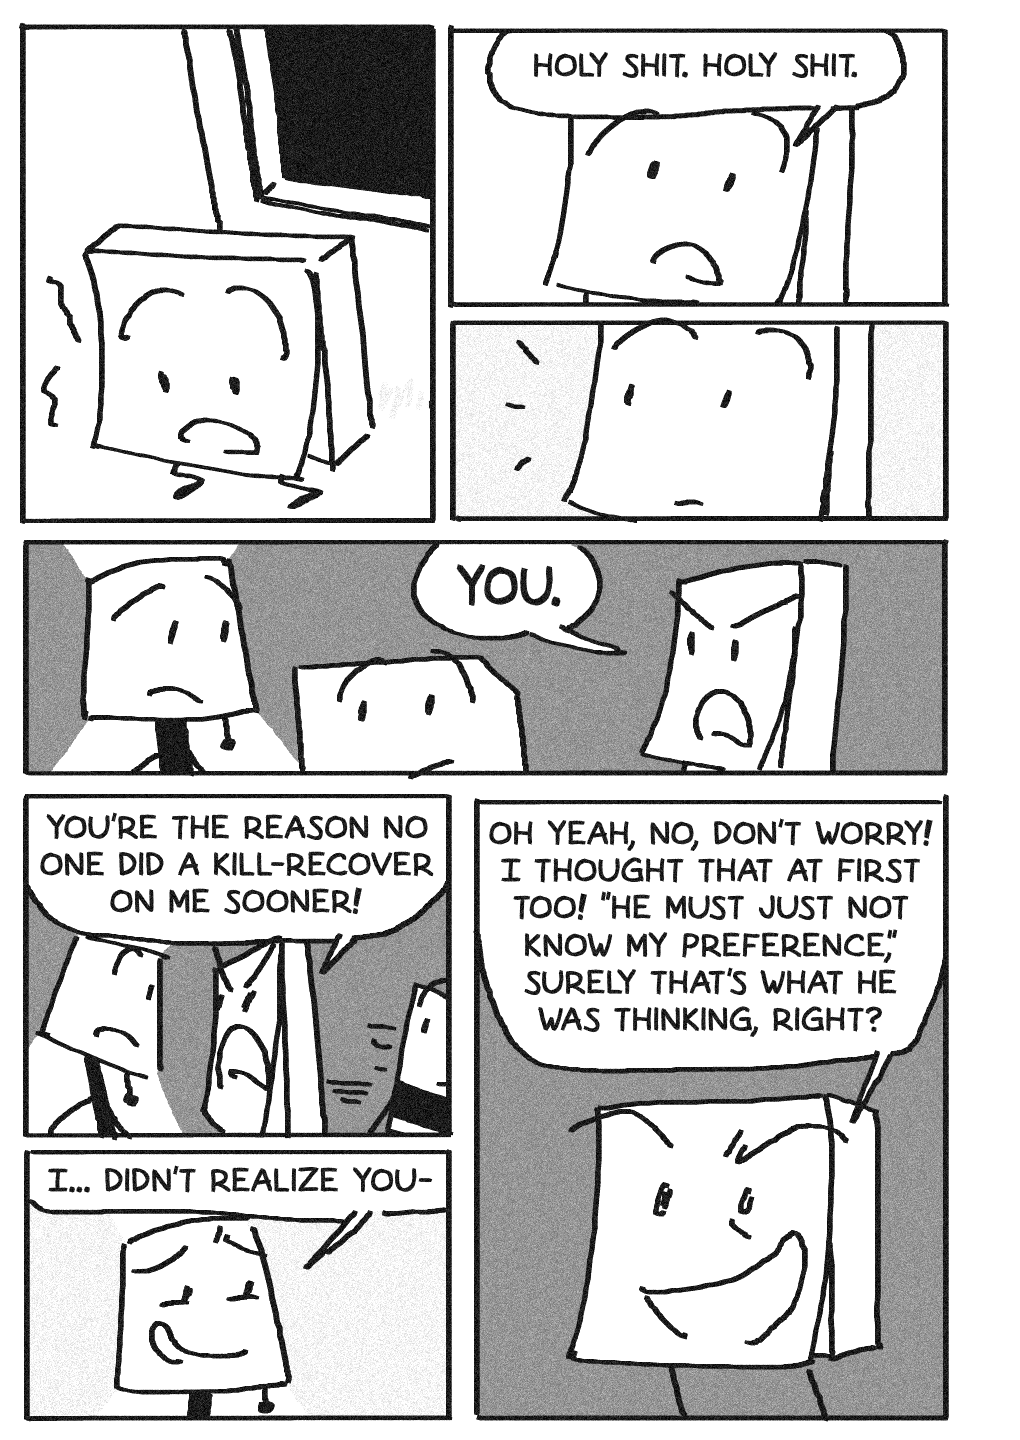 HOLY SHIT. HOLY SHIT.
YOU.
YOU'RE THE REASON NO
ONE DID A KILL-RECOVER
ON ME SOONER!
OH YEAH, NO, DON'T WORRY!
I THOUGHT THAT AT FIRST
TOO! "HE MUST JUST NOT
KNOW MY PREFERENCE,"
SURELY THAT'S WHAT HE
WAS THINKING, RIGHT?
I... DIDN'T REALIZE YOU-